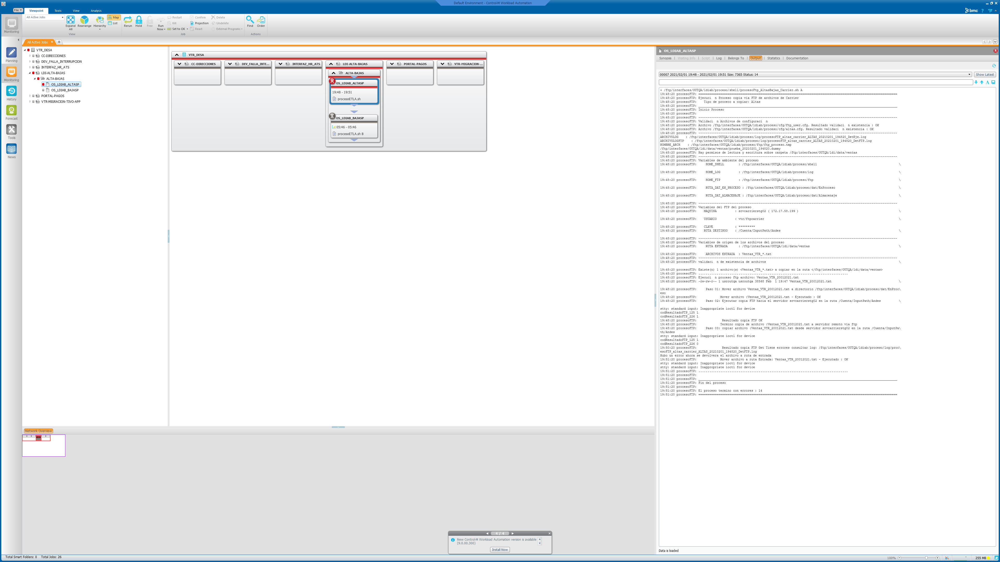 Default Environment - Control-M Workload Automation
File
Viewpoint
Tools
View
Analysis
bmc
All Active Jobs
Expand All
Rearrange
Hierarchy
Map
List
View
Rerun
Hold
Free
Run Now
Restart
Kill
Set to OK
Confirm
Projection
React
Delete
Undelete
External Programs
Job
Find
Order
Actions
Monitoring
Planning
Monitoring
History
Forecast
Tools
News
All Active Jobs
VTR_DESA
CC-DIRECCIONES
DEV_FALLA_INTERRUPCION
INTERFAZ_HR_ATS
LDI-ALTA-BAJAS
ALTA-BAJAS
OS_LDIAB_ALTASP
OS_LDIAB_BAJASP
PORTAL-PAGOS
VTR-MIGRACION-TIVO-APP
VTR_DESA
CC-DIRECCIONES
DEV_FALLA_INTE...
INTERFAZ_HR_ATS
LDI-ALTA-BAJAS
PORTAL-PAGOS
VTR-MIGRACION-...
ALTA-BAJAS
OS_LDIAB_ALTASP
19:48 - 19:51
procesoETLA.sh
OS_LDIAB_BAJASP
05:46 - 05:46
procesoETLA.sh B
OS_LDIAB_ALTASP
Synopsis | Waiting Info | Script | Log | Belongs To | Output | Statistics | Documentation
00007 2021/02/01 19:48 - 2021/02/01 19:51 Size: 7365 Status: 14
Show Latest
+ /ftp/interfaces/OUTQA/ldiab/proceso/shell/procesoFtp_AltasBajas_Carrier.sh A
19:48:20 procesoFTP: =============================================================================================================
19:48:20 procesoFTP: Ejecuci  n Proceso copia via FTP de archivos de Carrier
19:48:20 procesoFTP:    Tipo de proceco a copiar: Altas
19:48:20 procesoFTP: _____________________________________________________________________________________________________________
19:48:20 procesoFTP: Inicio Proceso
19:48:20 procesoFTP:
19:48:20 procesoFTP: -------------------------------------------------------------------------------------------------------------
19:48:20 procesoFTP: Validaci  n Archivos de configuraci  n
19:48:20 procesoFTP: Archivo /ftp/interfaces/OUTQA/ldiab/proceso/cfg/ftp_user.cfg. Resultado validaci  n existencia : OK
19:48:20 procesoFTP: Archivo /ftp/interfaces/OUTQA/ldiab/proceso/cfg/altas.cfg. Resultado validaci  n existencia : OK
19:48:20 procesoFTP: -------------------------------------------------------------------------------------------------------------
ARCHIVOLOG    : /ftp/interfaces/OUTQA/ldiab/proceso/log/procesoFTP_altas_carrier_ALTAS_20210201_194820_DetEje.log
ARCHIVOLOGFTP    : /ftp/interfaces/OUTQA/ldiab/proceso/log/procesoFTP_altas_carrier_ALTAS_20210201_194820_DetFTP.log
NOMBRE_ARCH    : /ftp/interfaces/OUTQA/ldiab/proceso/ftp/ftp_proceso.tmp
/ftp/interfaces/OUTQA/ldi/data/ventas/prueba_20210201_194820.dummy
19:48:20 procesoFTP: Hay permisos de lectura y escritura sobre carpeta /ftp/interfaces/OUTQA/ldi/data/ventas
19:48:20 procesoFTP: -------------------------------------------------------------------------------------------------------------
19:48:20 procesoFTP: Variables de ambiente del proceso
19:48:20 procesoFTP:     HOME_SHELL        : /ftp/interfaces/OUTQA/ldiab/proceso/shell \
19:48:20 procesoFTP:     HOME_LOG          : /ftp/interfaces/OUTQA/ldiab/proceso/log \
19:48:20 procesoFTP:     HOME_FTP          : /ftp/interfaces/OUTQA/ldiab/proceso/ftp \
19:48:20 procesoFTP:     RUTA_DAT_EN_PROCESO : /ftp/interfaces/OUTQA/ldiab/proceso/dat/EnProceso \
19:48:20 procesoFTP:     RUTA_DAT_ALMACENAJE : /ftp/interfaces/OUTQA/ldiab/proceso/dat/Almacenaje \
19:48:20 procesoFTP: -------------------------------------------------------------------------------------------------------------
19:48:20 procesoFTP: Variables del FTP del proceso
19:48:20 procesoFTP:    MAQUINA         : srvcarrierstg02 ( 172.17.58.199 ) \
19:48:20 procesoFTP:    USUARIO         : vtr/ftpcarrier \
19:48:20 procesoFTP:    CLAVE           : *********
19:48:20 procesoFTP:    RUTA DESTINOO   : /Cuenta/InputPath/Andes \
19:48:20 procesoFTP: -------------------------------------------------------------------------------------------------------------
19:48:20 procesoFTP: Variables de origen de los archivos del proceso
19:48:20 procesoFTP:     RUTA ENTRADA      : /ftp/interfaces/OUTQA/ldi/data/ventas \
19:48:20 procesoFTP:     ARCHIVOS ENTRADA  : Ventas_VTR_*.txt
19:48:20 procesoFTP: -------------------------------------------------------------------------------------------------------------
19:48:20 procesoFTP: validaci  n de existencia de archivos \
19:48:20 procesoFTP: Existe(n) 1 archivo(s) <Ventas_VTR_*.txt> a copiar en la ruta </ftp/interfaces/OUTQA/ldi/data/ventas>
19:48:20 procesoFTP: ..................................................................................
19:48:20 procesoFTP: Ejecuci  n proceso ftp archivo: Ventas_VTR_20012021.txt
19:48:20 procesoFTP: -rw-rw-r-- 1 usroutqa usroutqa 38568 Feb  1 19:47 Ventas_VTR_20012021.txt \
19:48:20 procesoFTP:     Paso 01: Mover archivo Ventas_VTR_20012021.txt a directorio /ftp/interfaces/OUTQA/ldiab/proceso/dat/EnProc\
eso
19:48:20 procesoFTP:             Mover archivo :Ventas_VTR_20012021.txt - Ejecutado : OK
19:48:20 procesoFTP:     Paso 02: Ejecutar copia FTP hacia el servidor srvcarrierstg02 en la ruta /Cuenta/InputPath/Andes \
stty: standard input: Inappropriate ioctl for device
codResultadoFTP_125 1
codResultadoFTP_226 1
19:48:20 procesoFTP:              Resultado copia FTP OK
19:48:20 procesoFTP:             Termino copia de archivo :Ventas_VTR_20012021.txt a servidor remoto via ftp
19:48:20 procesoFTP:     Paso 03: copiar archivo :Ventas_VTR_20012021.txt desde servidor srvcarrierstg02 en la ruta /Cuenta/InputPa\
th/Andes
stty: standard input: Inappropriate ioctl for device
codResultadoFTP_125 1
codResultadoFTP_226 0
19:50:20 procesoFTP:              Resultado copia FTP Get Tiene errores consultar log: /ftp/interfaces/OUTQA/ldiab/proceso/log/proc\
esoFTP_altas_carrier_ALTAS_20210201_194820_DetFTP.log
Hubo un error ahora se devolvera el archivo a ruta de entrada
19:51:20 procesoFTP:             Mover archivo a ruta Entrada: Ventas_VTR_20012021.txt - Ejecutado : OK
stty: standard input: Inappropriate ioctl for device
stty: standard input: Inappropriate ioctl for device
19:51:20 procesoFTP: ..................................................................................
19:51:20 procesoFTP:
19:51:20 procesoFTP: _____________________________________________________________________________________________________________
19:51:20 procesoFTP: Fin del proceso
19:51:20 procesoFTP:
19:51:20 procesoFTP: El proceso termino con errores : 14
19:51:20 procesoFTP: =============================================================================================================
Data is loaded
Network Overview
4 / 4
New Control-M Workload Automation version is available
(9.0.00.300)
Install Now
Total Smart Folders: 0   Total Jobs: 26
100%
255 MB